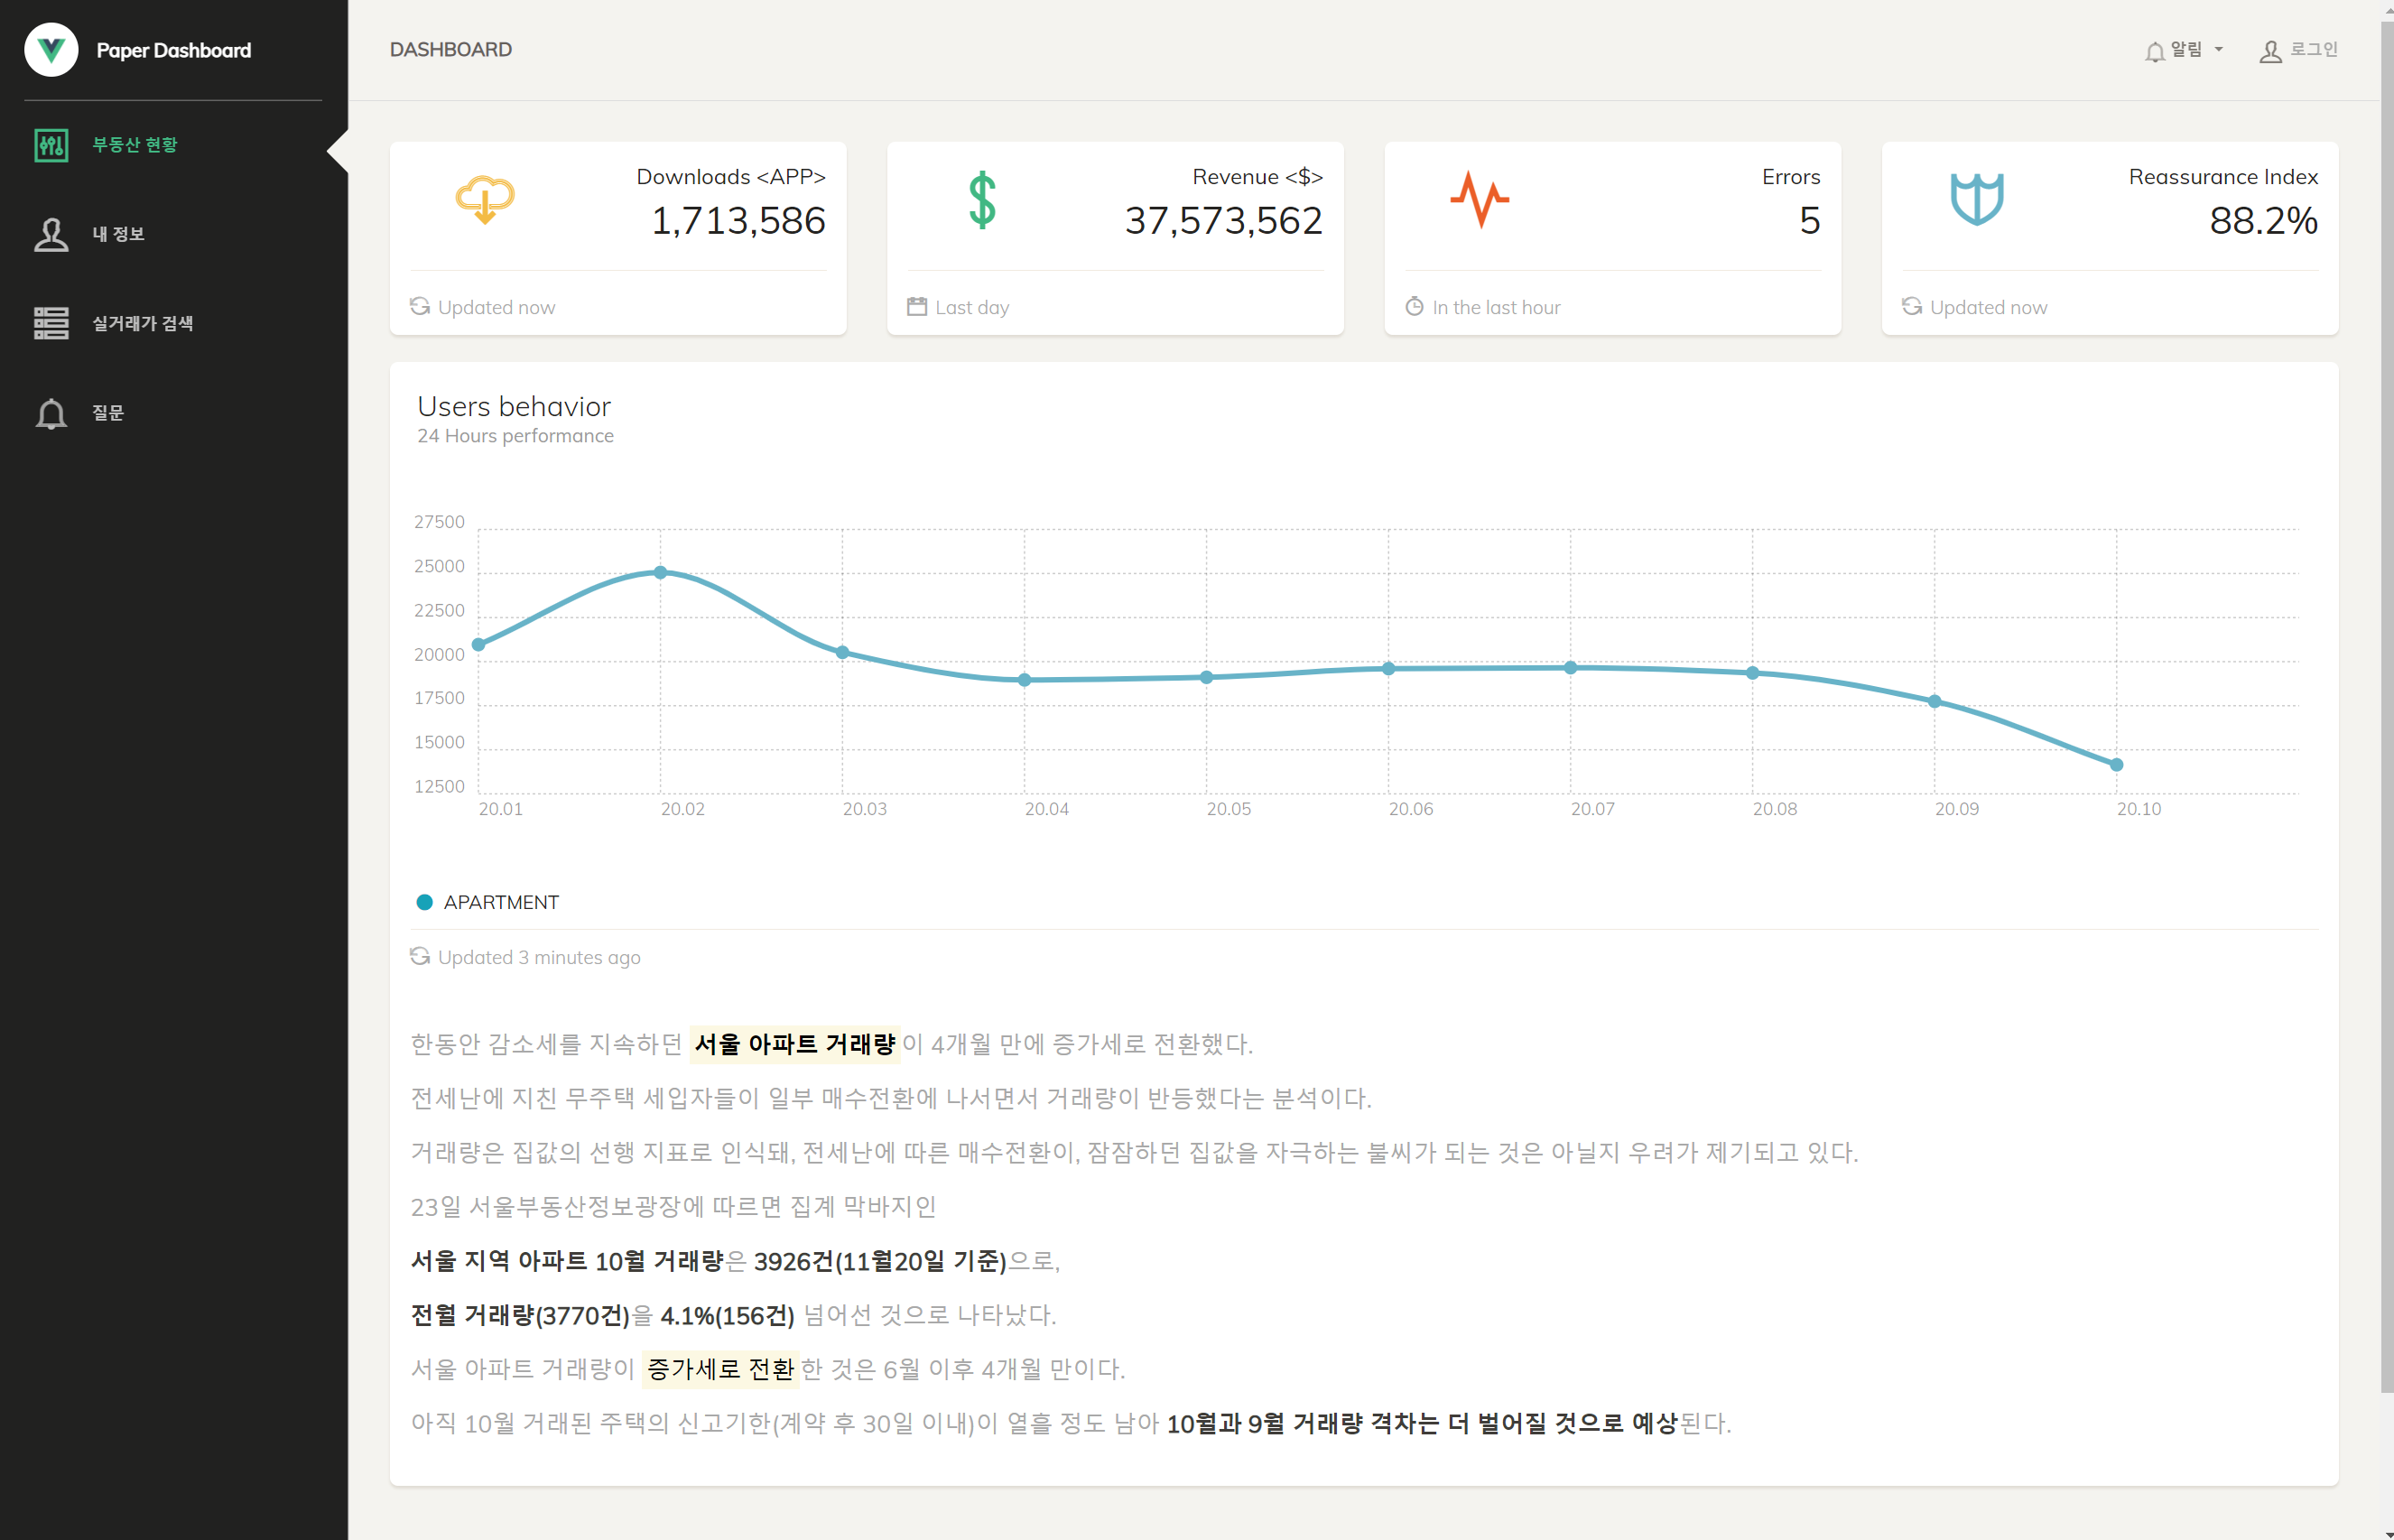 Paper Dashboard
부동산 현황
내 정보
실거래가 검색
질문
DASHBOARD
알림
로그인
Downloads <APP>
1,713,586
Updated now
Revenue <$>
37,573,562
Last day
Errors
5
In the last hour
Reassurance Index
88.2%
Updated now
Users behavior
24 Hours performance
27500
25000
22500
20000
17500
15000
12500
20.01 20.02 20.03 20.04 20.05 20.06 20.07 20.08 20.09 20.10
APARTMENT
Updated 3 minutes ago
한동안 감소세를 지속하던 서울 아파트 거래량이 4개월 만에 증가세로 전환했다.
전세난에 지친 무주택 세입자들이 일부 매수전환에 나서면서 거래량이 반등했다는 분석이다.
거래량은 집값의 선행 지표로 인식돼, 전세난에 따른 매수전환이, 잠잠하던 집값을 자극하는 불씨가 되는 것은 아닐지 우려가 제기되고 있다.
23일 서울부동산정보광장에 따르면 집계 막바지인
서울 지역 아파트 10월 거래량은 3926건(11월20일 기준)으로,
전월 거래량(3770건)을 4.1%(156건) 넘어선 것으로 나타났다.
서울 아파트 거래량이 증가세로 전환한 것은 6월 이후 4개월 만이다.
아직 10월 거래된 주택의 신고기한(계약 후 30일 이내)이 열흘 정도 남아 10월과 9월 거래량 격차는 더 벌어질 것으로 예상된다.